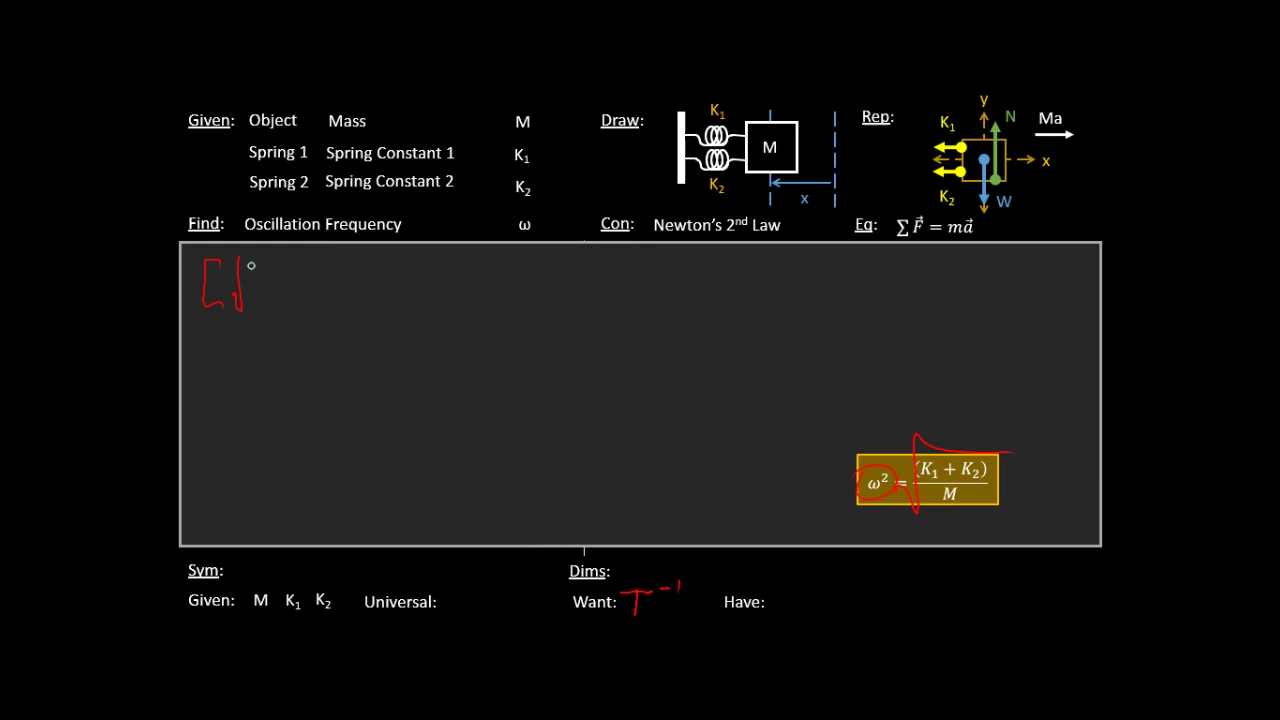 Given: Object Mass M
Spring 1 Spring Constant 1 K₁
Spring 2 Spring Constant 2 K₂
Find: Oscillation Frequency ω
Draw: K₁ M K₂ x
Rep: y N Ma K₁ x K₂ W
Con: Newton's 2nd Law
Eq: ∑ F⃗ = ma⃗
ω² = (K₁ + K₂) / M
Sym:
Given: M K₁ K₂ Universal:
Dims:
Want: T⁻¹ Have: